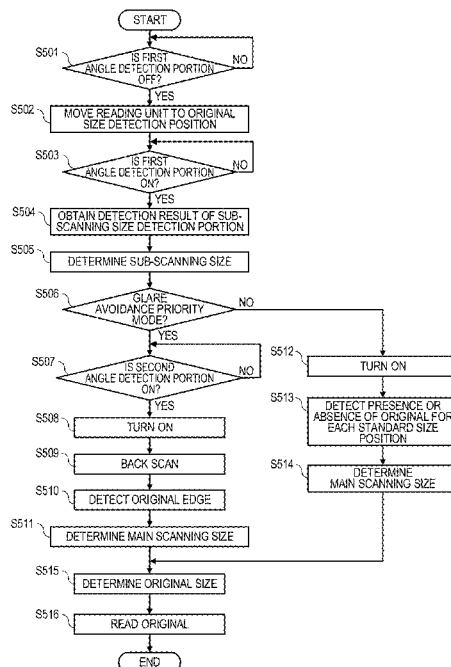 START
S501
IS FIRST
ANGLE DETECTION PORTION
OFF?
NO
YES
S502
MOVE READING UNIT TO ORIGINAL
SIZE DETECTION POSITION
S503
IS FIRST
ANGLE DETECTION PORTION
ON?
NO
YES
S504
OBTAIN DETECTION RESULT OF SUB-
SCANNING SIZE DETECTION PORTION
S505
DETERMINE SUB-SCANNING SIZE
S506
GLARE
AVOIDANCE PRIORITY
MODE?
NO
YES
S507
IS SECOND
ANGLE DETECTION PORTION
ON?
NO
YES
S508
TURN ON
S509
BACK SCAN
S510
DETECT ORIGINAL EDGE
S511
DETERMINE MAIN SCANNING SIZE
S512
TURN ON
S513
DETECT PRESENCE OR
ABSENCE OF ORIGINAL FOR
EACH STANDARD SIZE
POSITION
S514
DETERMINE
MAIN SCANNING SIZE
S515
DETERMINE ORIGINAL SIZE
S516
READ ORIGINAL
END